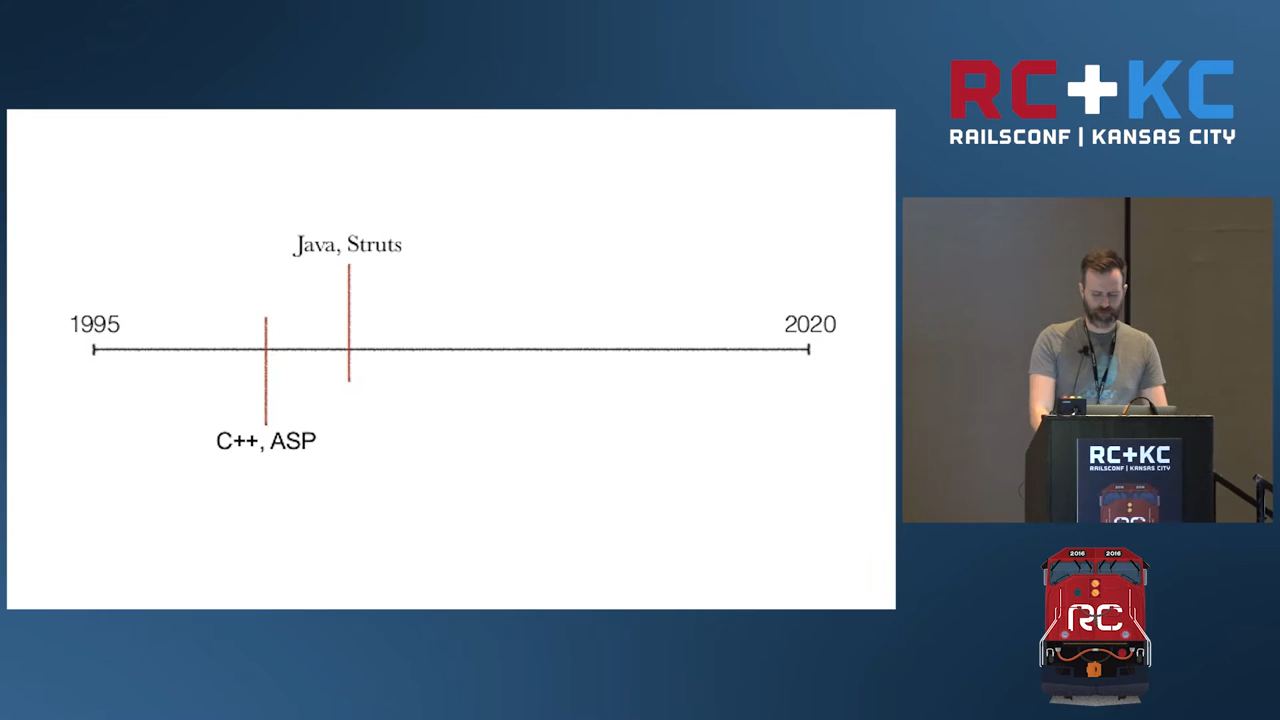 RC+KC
RAILSCONF | KANSAS CITY
Java, Struts
1995
2020
C++, ASP
RC+KC
RAILSCONF | KANSAS CITY
2016 2016
RC